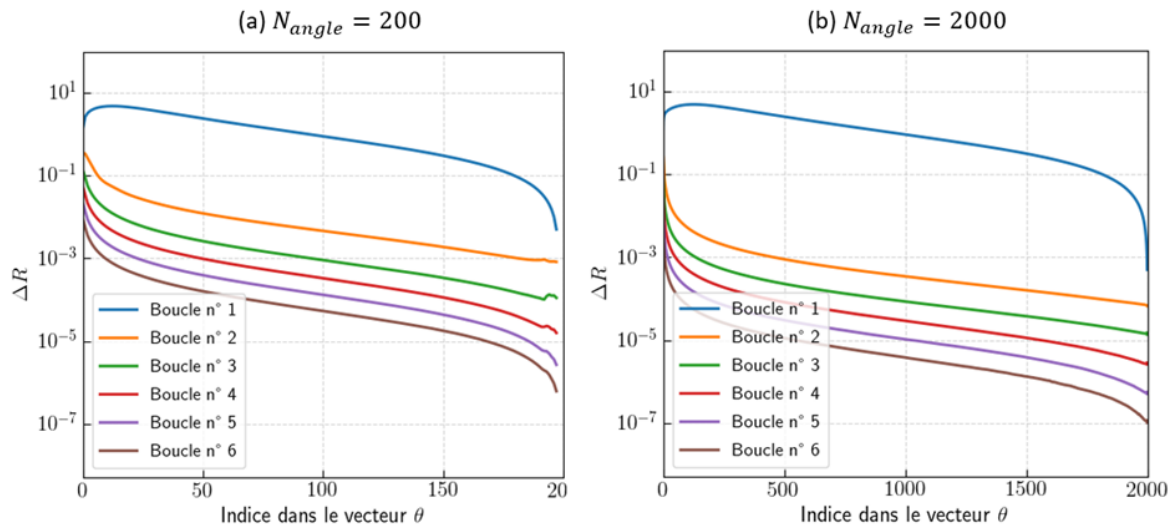 (a) N_angle = 200
10^1
10^-1
10^-3
10^-5
10^-7
ΔR
Boucle n° 1
Boucle n° 2
Boucle n° 3
Boucle n° 4
Boucle n° 5
Boucle n° 6
0 50 100 150 20
Indice dans le vecteur θ
(b) N_angle = 2000
10^1
10^-1
10^-3
10^-5
10^-7
ΔR
Boucle n° 1
Boucle n° 2
Boucle n° 3
Boucle n° 4
Boucle n° 5
Boucle n° 6
0 500 1000 1500 2000
Indice dans le vecteur θ